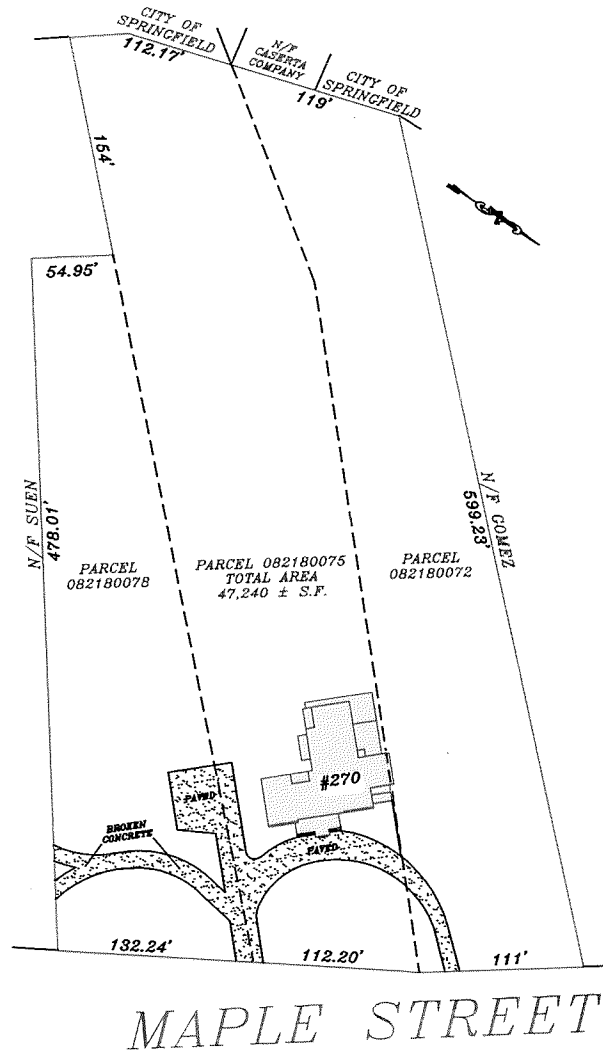 CITY OF
SPRINGFIELD
112.17'
N/F
CASERTA
COMPANY
CITY OF
SPRINGFIELD
119'
154'
54.95'
N/F SUEN
478.01'
N/F GOMEZ
599.23'
PARCEL
082180078
PARCEL 082180075
TOTAL AREA
47,240 ± S.F.
PARCEL
082180072
#270
PAVED
BROKEN
CONCRETE
PAVED
132.24'
112.20'
111'
MAPLE STREET